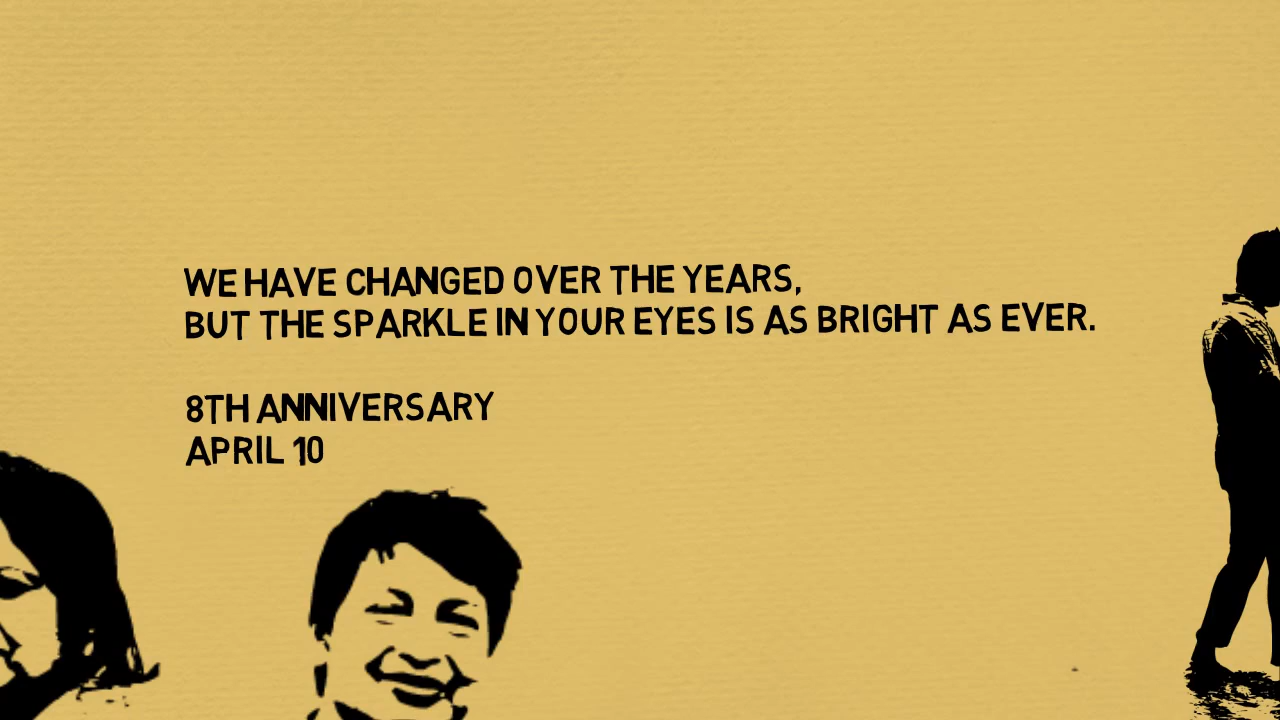 WE HAVE CHANGED OVER THE YEARS,
BUT THE SPARKLE IN YOUR EYES IS AS BRIGHT AS EVER.
8TH ANNIVERSARY
APRIL 10